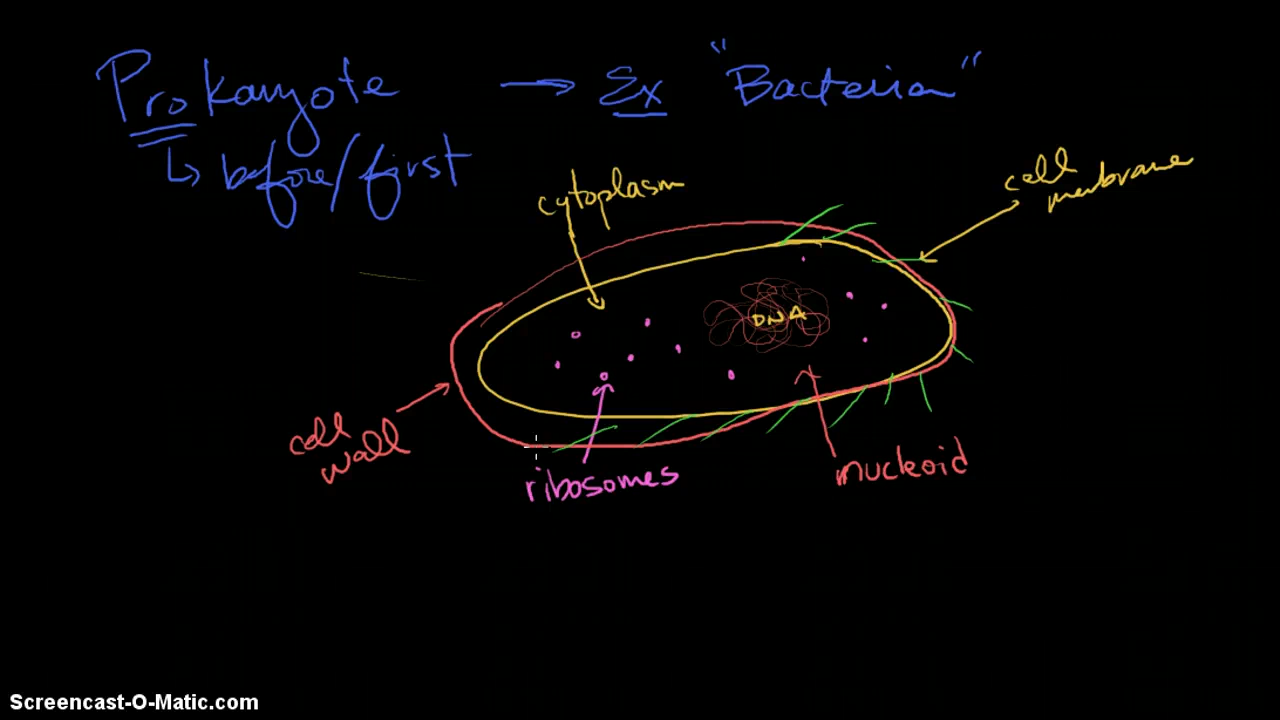 Prokaryote → Ex "Bacteria"
↳ before/first
cytoplasm
cell
membrane
DNA
cell
wall
ribosomes
nucleoid
Screencast-O-Matic.com